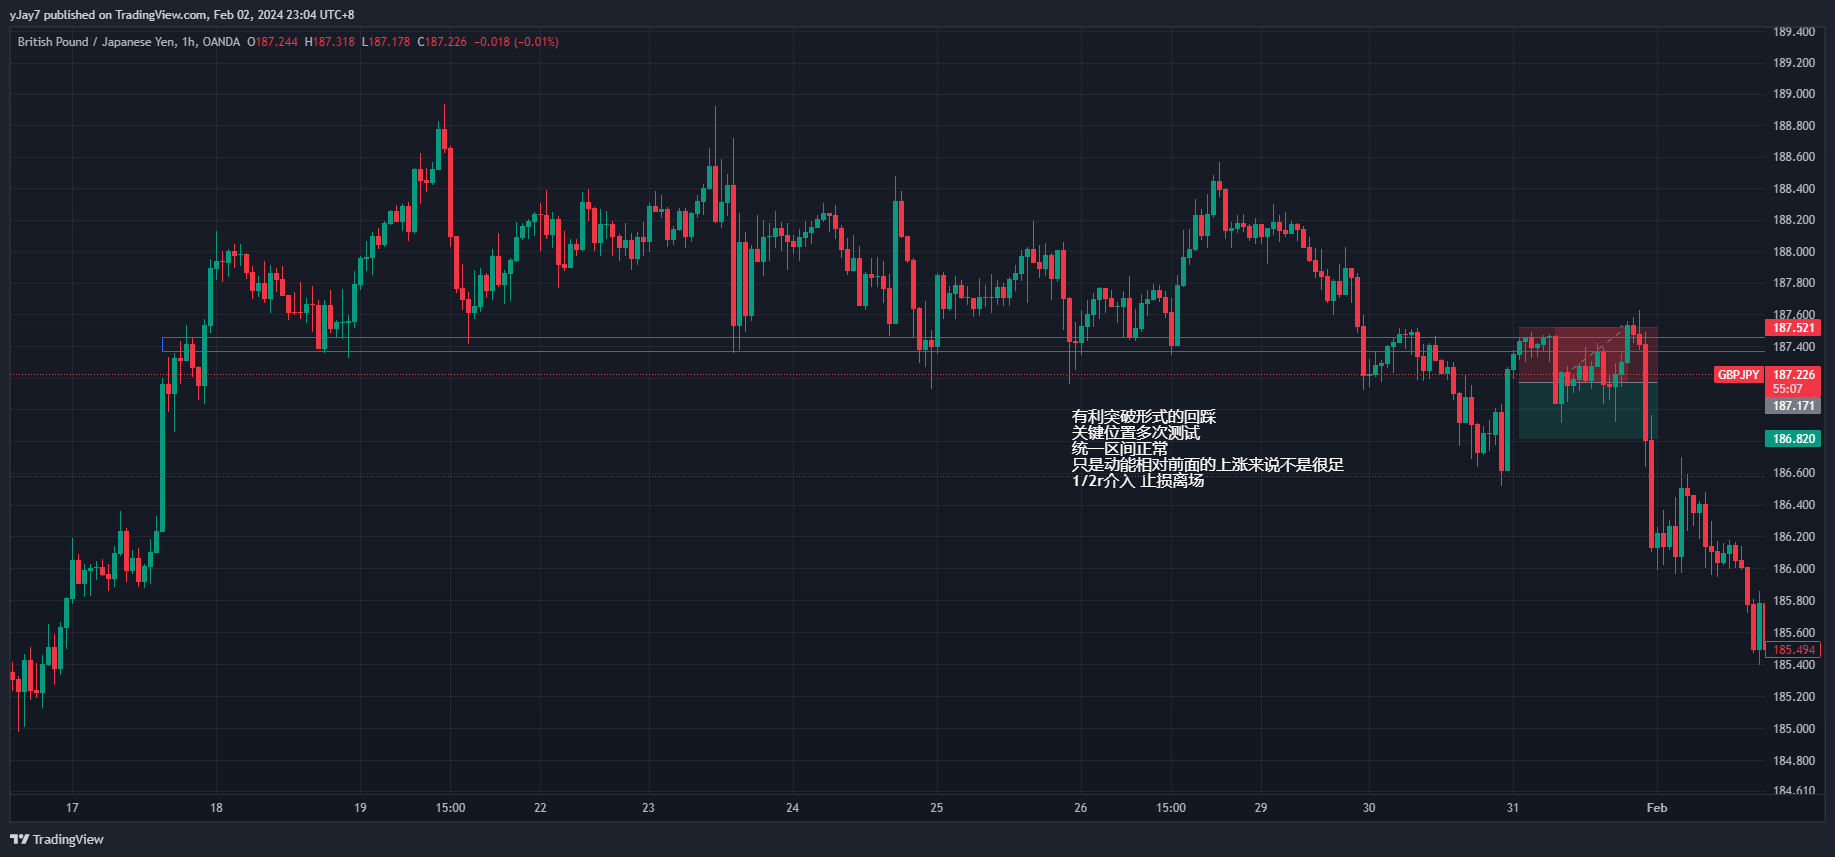 yJay7 published on TradingView.com, Feb 02, 2024 23:04 UTC+8
British Pound / Japanese Yen, 1h, OANDA O187.244 H187.318 L187.178 C187.226 −0.018 (−0.01%)
189.400
189.200
189.000
188.800
188.600
188.400
188.200
188.000
187.800
187.600
187.521
187.400
GBPJPY 187.226
55:07
187.171
186.820
186.600
186.400
186.200
186.000
185.800
185.600
185.494
185.400
185.200
185.000
184.800
184.610
有利突破形式的回踩
关键位置多次测试
统一区间正常
只是动能相对前面的上涨来说不是很足
1/2r介入 止损离场
17 18 19 15:00 22 23 24 25 26 15:00 29 30 31 Feb
TradingView